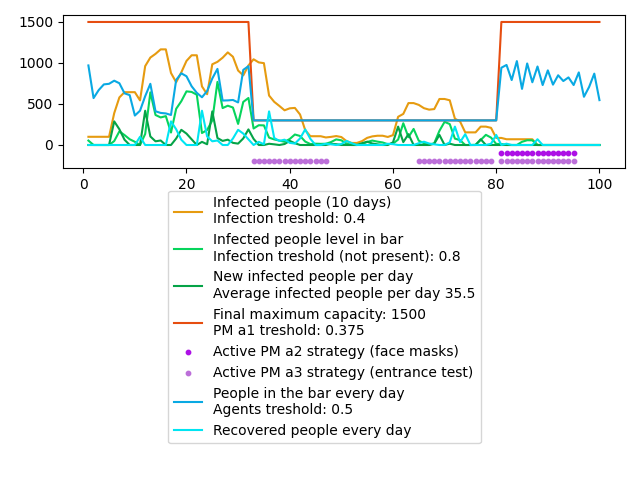 1500
1000
500
0
0 20 40 60 80 100
Infected people (10 days)
Infection treshold: 0.4
Infected people level in bar
Infection treshold (not present): 0.8
New infected people per day
Average infected people per day 35.5
Final maximum capacity: 1500
PM a1 treshold: 0.375
Active PM a2 strategy (face masks)
Active PM a3 strategy (entrance test)
People in the bar every day
Agents treshold: 0.5
Recovered people every day